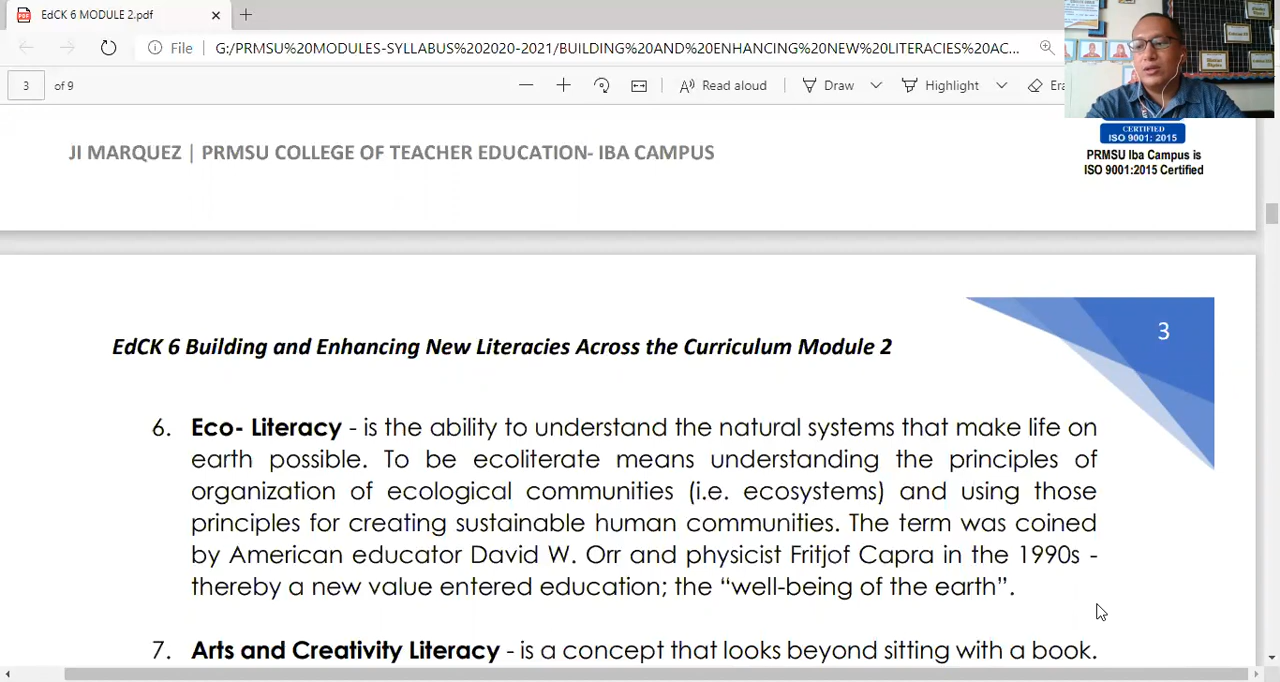 EdCK 6 MODULE 2.pdf
File
G:/PRMSU%20MODULES-SYLLABUS%202020-2021/BUILDING%20AND%20ENHANCING%20NEW%20LITERACIES%20AC...
3 of 9
Read aloud
Draw
Highlight
Era
JI MARQUEZ | PRMSU COLLEGE OF TEACHER EDUCATION- IBA CAMPUS
CERTIFIED
ISO 9001: 2015
PRMSU Iba Campus is
ISO 9001:2015 Certified
3
EdCK 6 Building and Enhancing New Literacies Across the Curriculum Module 2
6. Eco- Literacy - is the ability to understand the natural systems that make life on
earth possible. To be ecoliterate means understanding the principles of
organization of ecological communities (i.e. ecosystems) and using those
principles for creating sustainable human communities. The term was coined
by American educator David W. Orr and physicist Fritjof Capra in the 1990s -
thereby a new value entered education; the “well-being of the earth”.
7. Arts and Creativity Literacy - is a concept that looks beyond sitting with a book.